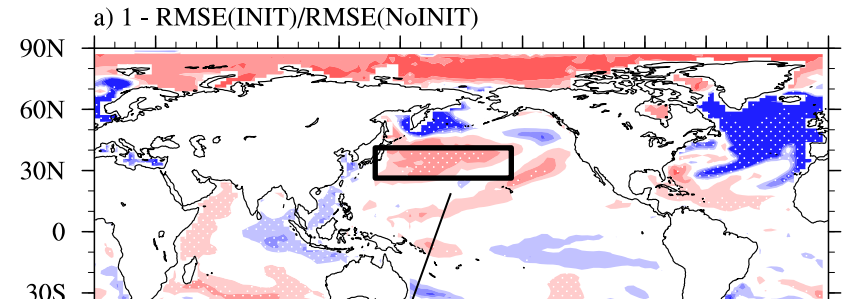 a) 1 - RMSE(INIT)/RMSE(NoINIT)
90N
60N
30N
0
30S